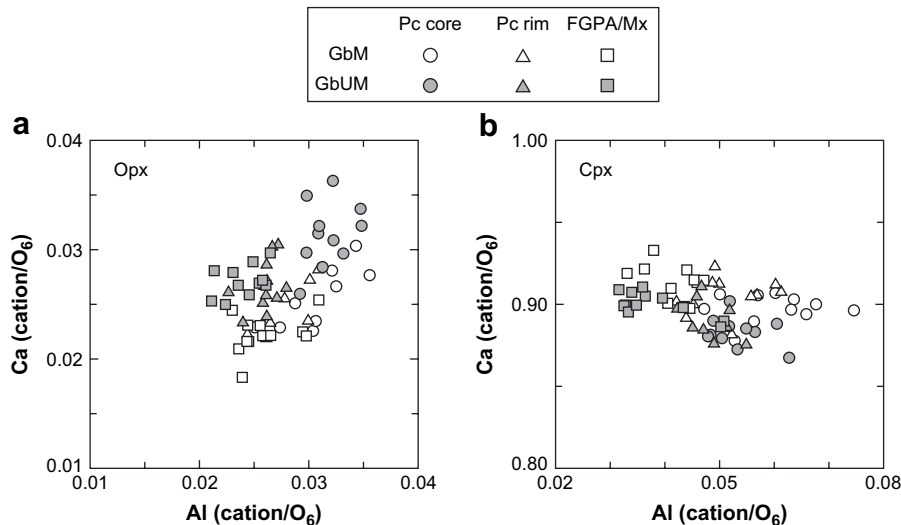 Pc core Pc rim FGPA/Mx
GbM
GbUM
a
b
0.04
0.03
0.02
0.01
Ca (cation/O6)
Opx
0.01 0.02 0.03 0.04
Al (cation/O6)
1.00
0.90
0.80
Ca (cation/O6)
Cpx
0.02 0.05 0.08
Al (cation/O6)